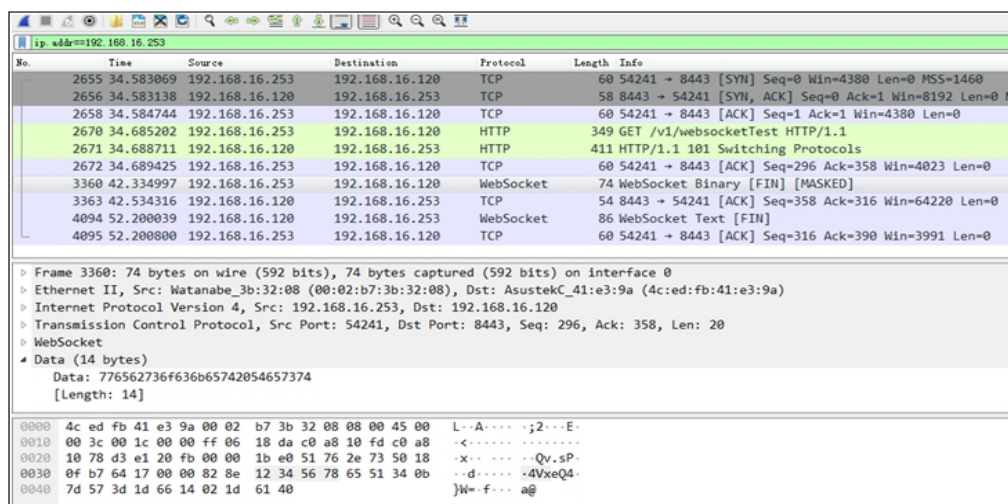 ip.addr==192.168.16.253
No. Time Source Destination Protocol Length Info
2655 34.583069 192.168.16.253 192.168.16.120 TCP 60 54241 → 8443 [SYN] Seq=0 Win=4380 Len=0 MSS=1460
2656 34.583138 192.168.16.120 192.168.16.253 TCP 58 8443 → 54241 [SYN, ACK] Seq=0 Ack=1 Win=8192 Len=0 M
2658 34.584744 192.168.16.253 192.168.16.120 TCP 60 54241 → 8443 [ACK] Seq=1 Ack=1 Win=4380 Len=0
2670 34.685202 192.168.16.253 192.168.16.120 HTTP 349 GET /v1/websocketTest HTTP/1.1
2671 34.688711 192.168.16.120 192.168.16.253 HTTP 411 HTTP/1.1 101 Switching Protocols
2672 34.689425 192.168.16.253 192.168.16.120 TCP 60 54241 → 8443 [ACK] Seq=296 Ack=358 Win=4023 Len=0
3360 42.334997 192.168.16.253 192.168.16.120 WebSocket 74 WebSocket Binary [FIN] [MASKED]
3363 42.534316 192.168.16.120 192.168.16.253 TCP 54 8443 → 54241 [ACK] Seq=358 Ack=316 Win=64220 Len=0
4094 52.200039 192.168.16.120 192.168.16.253 WebSocket 86 WebSocket Text [FIN]
4095 52.200800 192.168.16.253 192.168.16.120 TCP 60 54241 → 8443 [ACK] Seq=316 Ack=390 Win=3991 Len=0
Frame 3360: 74 bytes on wire (592 bits), 74 bytes captured (592 bits) on interface 0
Ethernet II, Src: Watanabe_3b:32:08 (00:02:b7:3b:32:08), Dst: AsustekC_41:e3:9a (4c:ed:fb:41:e3:9a)
Internet Protocol Version 4, Src: 192.168.16.253, Dst: 192.168.16.120
Transmission Control Protocol, Src Port: 54241, Dst Port: 8443, Seq: 296, Ack: 358, Len: 20
WebSocket
Data (14 bytes)
Data: 776562736f636b65742054657374
[Length: 14]
0000 4c ed fb 41 e3 9a 00 02 b7 3b 32 08 08 00 45 00 L··A···· ·;2···E·
0010 00 3c 00 1c 00 00 ff 06 18 da c0 a8 10 fd c0 a8 ·<······ ········
0020 10 78 d3 e1 20 fb 00 00 1b e0 51 76 2e 73 50 18 ·x·· ··· ··Qv.sP·
0030 0f b7 64 17 00 00 82 8e 12 34 56 78 65 51 34 0b ··d····· ·4VxeQ4·
0040 7d 57 3d 1d 66 14 02 1d 61 40 }W=·f··· a@